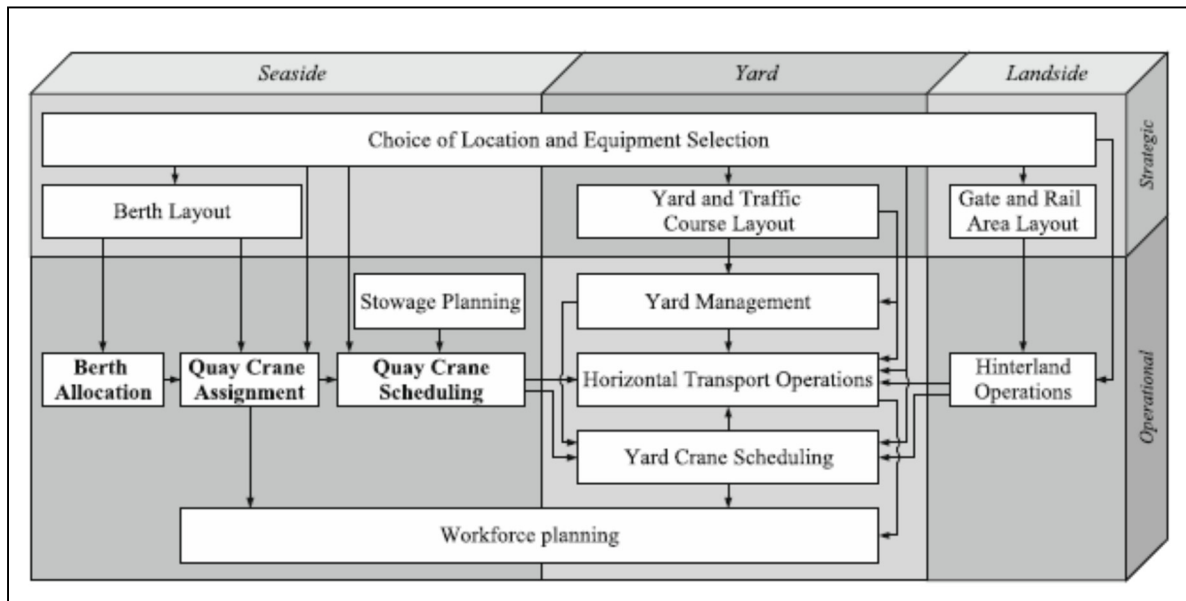 Seaside
Yard
Landside
Choice of Location and Equipment Selection
Strategic
Berth Layout
Yard and Traffic
Course Layout
Gate and Rail
Area Layout
Stowage Planning
Yard Management
Berth
Allocation
Quay Crane
Assignment
Quay Crane
Scheduling
Horizontal Transport Operations
Hinterland
Operations
Operational
Yard Crane Scheduling
Workforce planning